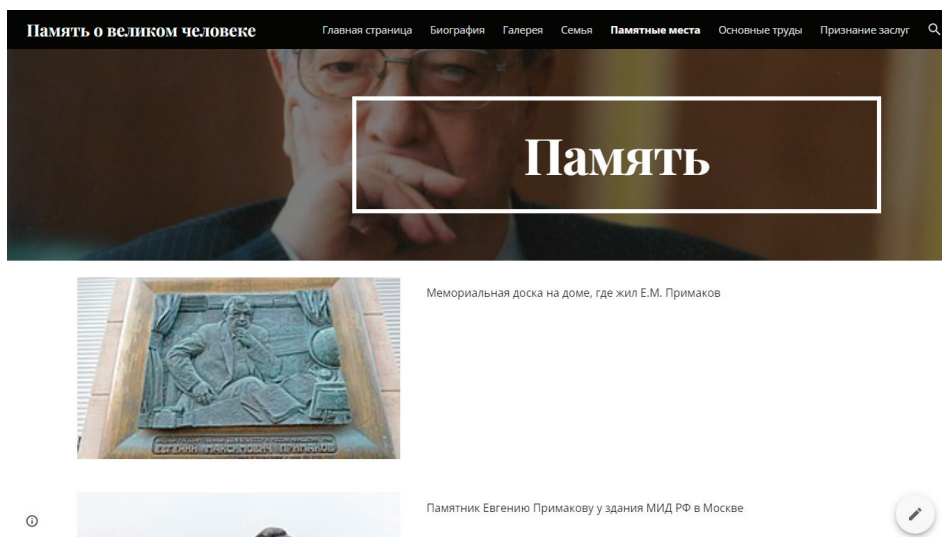 Память о великом человеке
Главная страница Биография Галерея Семья Памятные места Основные труды Признание заслуг
Память
Мемориальная доска на доме, где жил Е.М. Примаков
ЕВГЕНИЙ МАКСИМОВИЧ ПРИМАКОВ
Памятник Евгению Примакову у здания МИД РФ в Москве